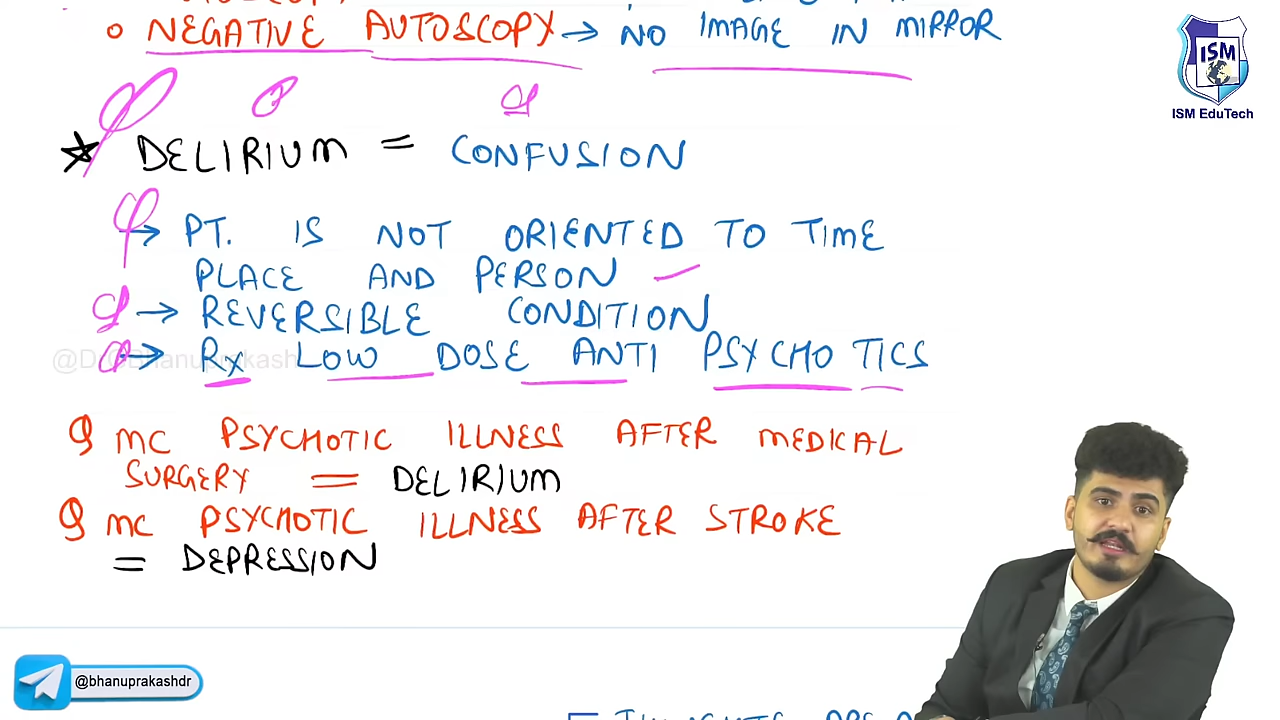 o NEGATIVE AUTOSCOPY → NO IMAGE IN MIRROR
ISM
ISM EduTech
☆ DELIRIUM = CONFUSION
→ PT. IS NOT ORIENTED TO TIME
PLACE AND PERSON
→ REVERSIBLE CONDITION
→ Rx LOW DOSE ANTI PSYCHOTICS
Q MC PSYCHOTIC ILLNESS AFTER MEDICAL
SURGERY = DELIRIUM
Q MC PSYCHOTIC ILLNESS AFTER STROKE
= DEPRESSION
@bhanuprakashdr